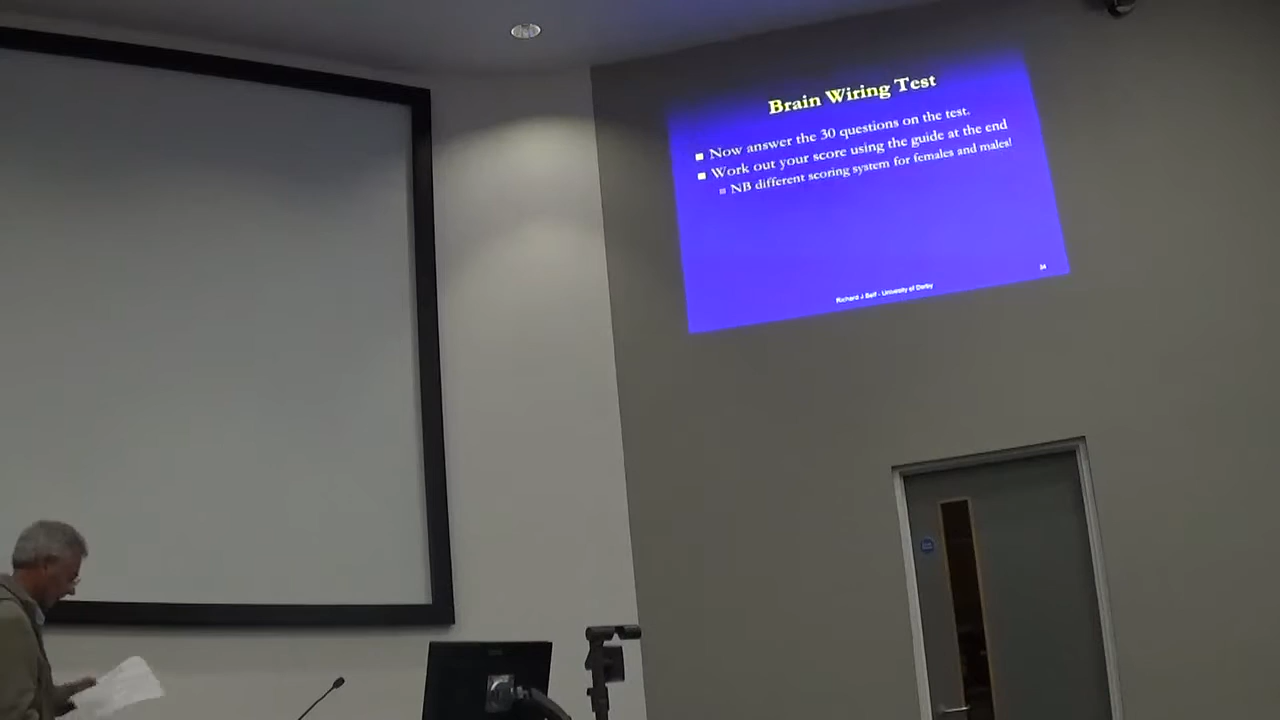 Brain Wiring Test
Now answer the 30 questions on the test.
Work out your score using the guide at the end
NB different scoring system for females and males!
34
Richard J Self - University of Derby